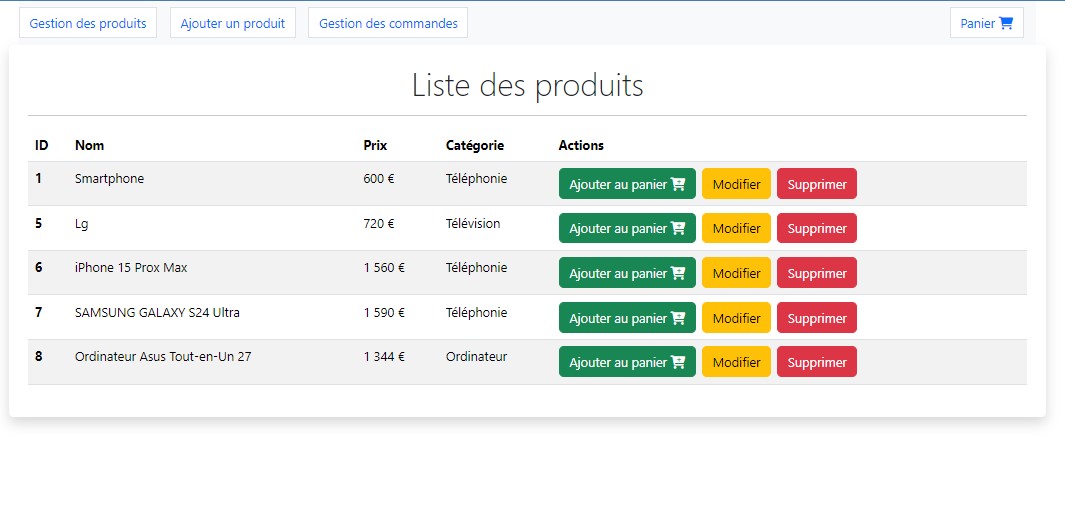 Gestion des produits Ajouter un produit Gestion des commandes Panier
Liste des produits
ID Nom Prix Catégorie Actions
1 Smartphone 600 € Téléphonie Ajouter au panier Modifier Supprimer
5 Lg 720 € Télévision Ajouter au panier Modifier Supprimer
6 iPhone 15 Prox Max 1 560 € Téléphonie Ajouter au panier Modifier Supprimer
7 SAMSUNG GALAXY S24 Ultra 1 590 € Téléphonie Ajouter au panier Modifier Supprimer
8 Ordinateur Asus Tout-en-Un 27 1 344 € Ordinateur Ajouter au panier Modifier Supprimer